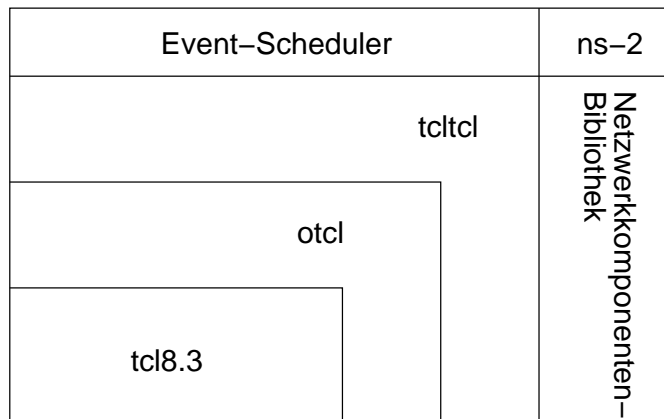 Event−Scheduler
ns−2
tcltcl
Netzwerkkomponenten−
Bibliothek
otcl
tcl8.3